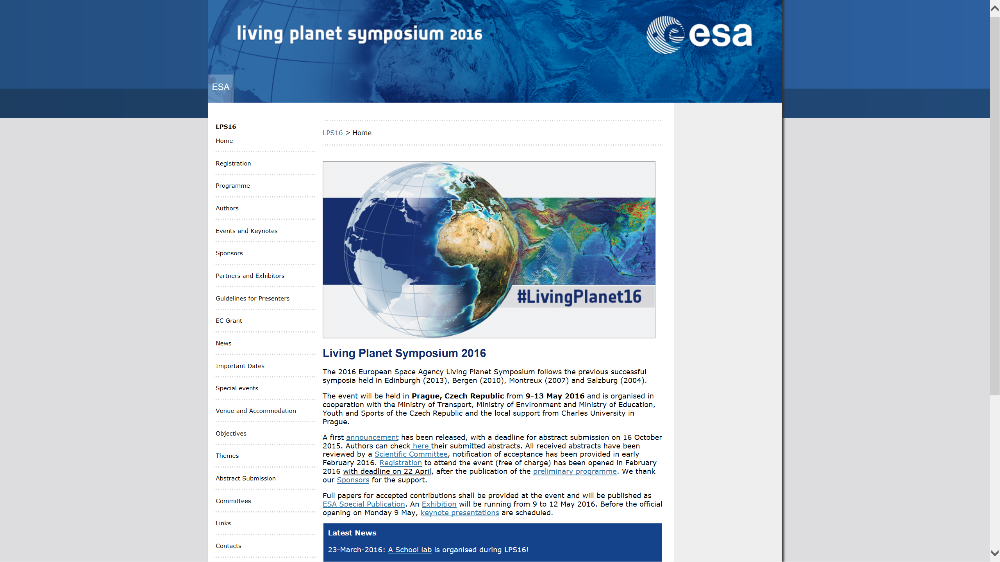 living planet symposium 2016
esa
ESA
LPS16
Home
Registration
Programme
Authors
Events and Keynotes
Sponsors
Partners and Exhibitors
Guidelines for Presenters
EC Grant
News
Important Dates
Special events
Venue and Accommodation
Objectives
Themes
Abstract Submission
Committees
Links
Contacts
LPS16 > Home
#LivingPlanet16
Living Planet Symposium 2016
The 2016 European Space Agency Living Planet Symposium follows the previous successful
symposia held in Edinburgh (2013), Bergen (2010), Montreux (2007) and Salzburg (2004).
The event will be held in Prague, Czech Republic from 9-13 May 2016 and is organised in
cooperation with the Ministry of Transport, Ministry of Environment and Ministry of Education,
Youth and Sports of the Czech Republic and the local support from Charles University in
Prague.
A first announcement has been released, with a deadline for abstract submission on 16 October
2015. Authors can check here their submitted abstracts. All received abstracts have been
reviewed by a Scientific Committee, notification of acceptance has been provided in early
February 2016. Registration to attend the event (free of charge) has been opened in February
2016 with deadline on 22 April, after the publication of the preliminary programme. We thank
our Sponsors for the support.
Full papers for accepted contributions shall be provided at the event and will be published as
ESA Special Publication. An Exhibition will be running from 9 to 12 May 2016. Before the official
opening on Monday 9 May, keynote presentations are scheduled.
Latest News
23-March-2016: A School lab is organised during LPS16!